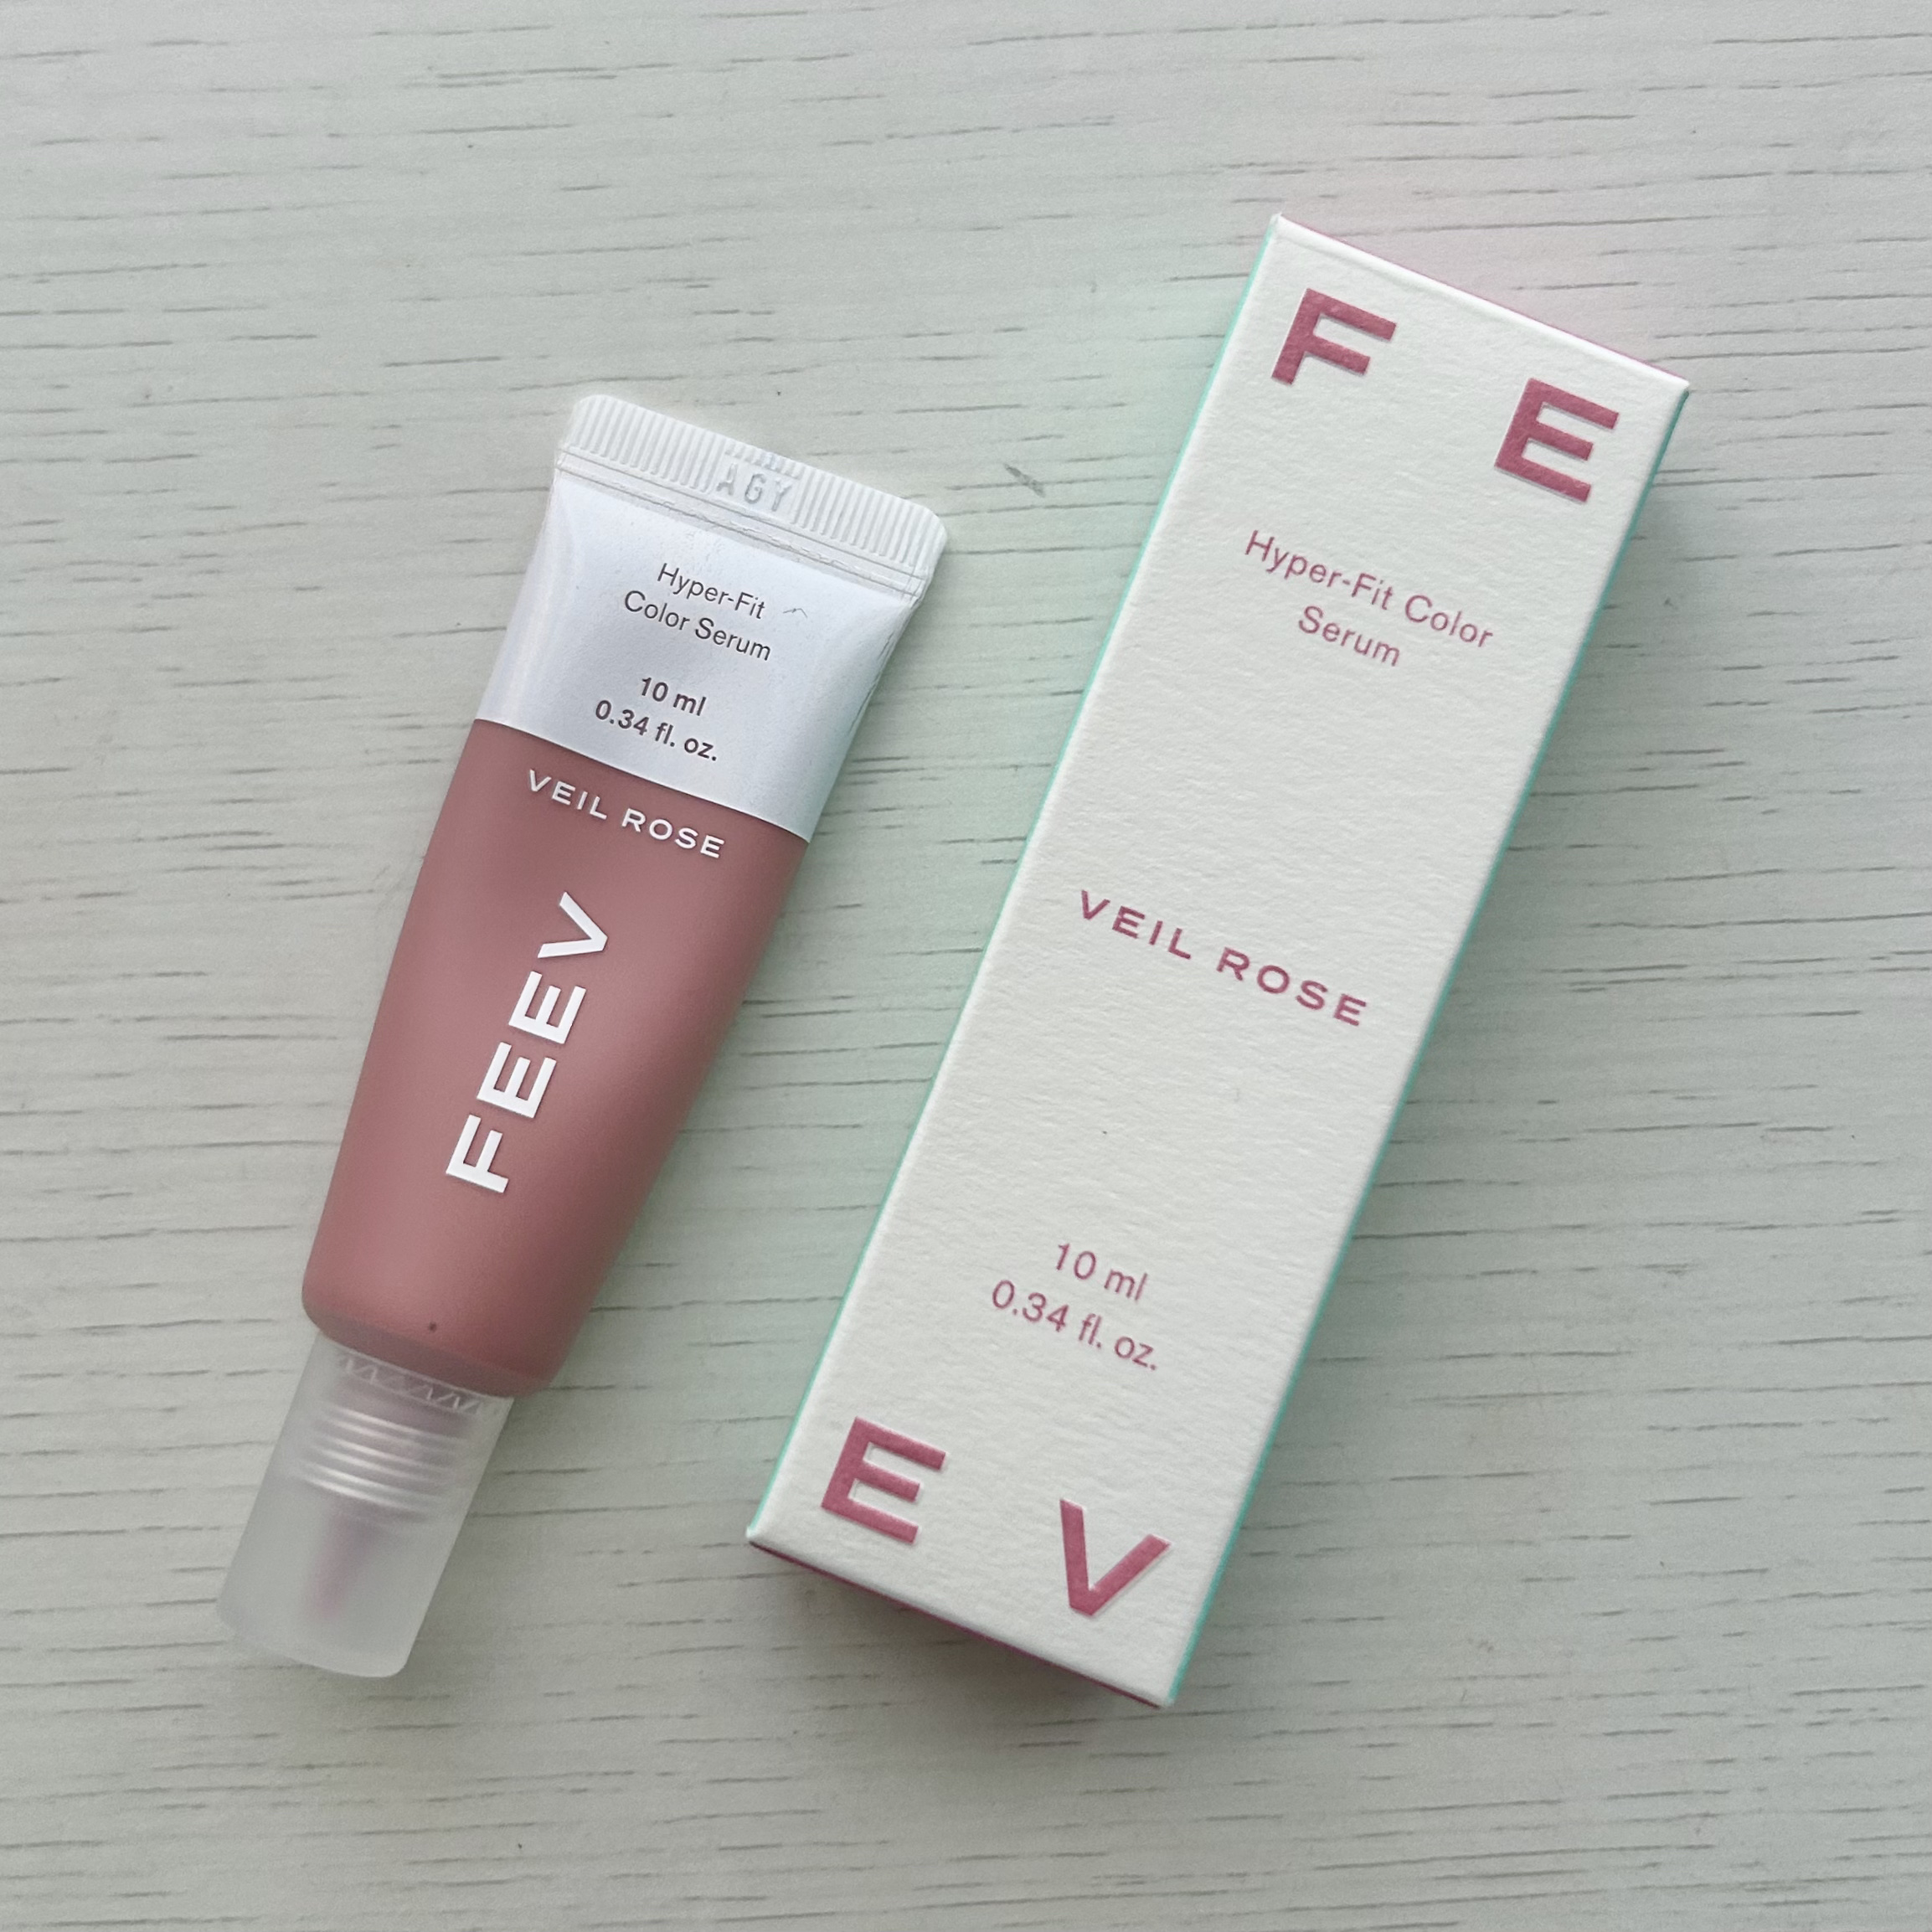 AGY
Hyper-Fit
Color Serum
10 ml
0.34 fl. oz.
VEIL ROSE
FEEV
F E
Hyper-Fit Color
Serum
VEIL ROSE
10 ml
0.34 fl. oz.
E V